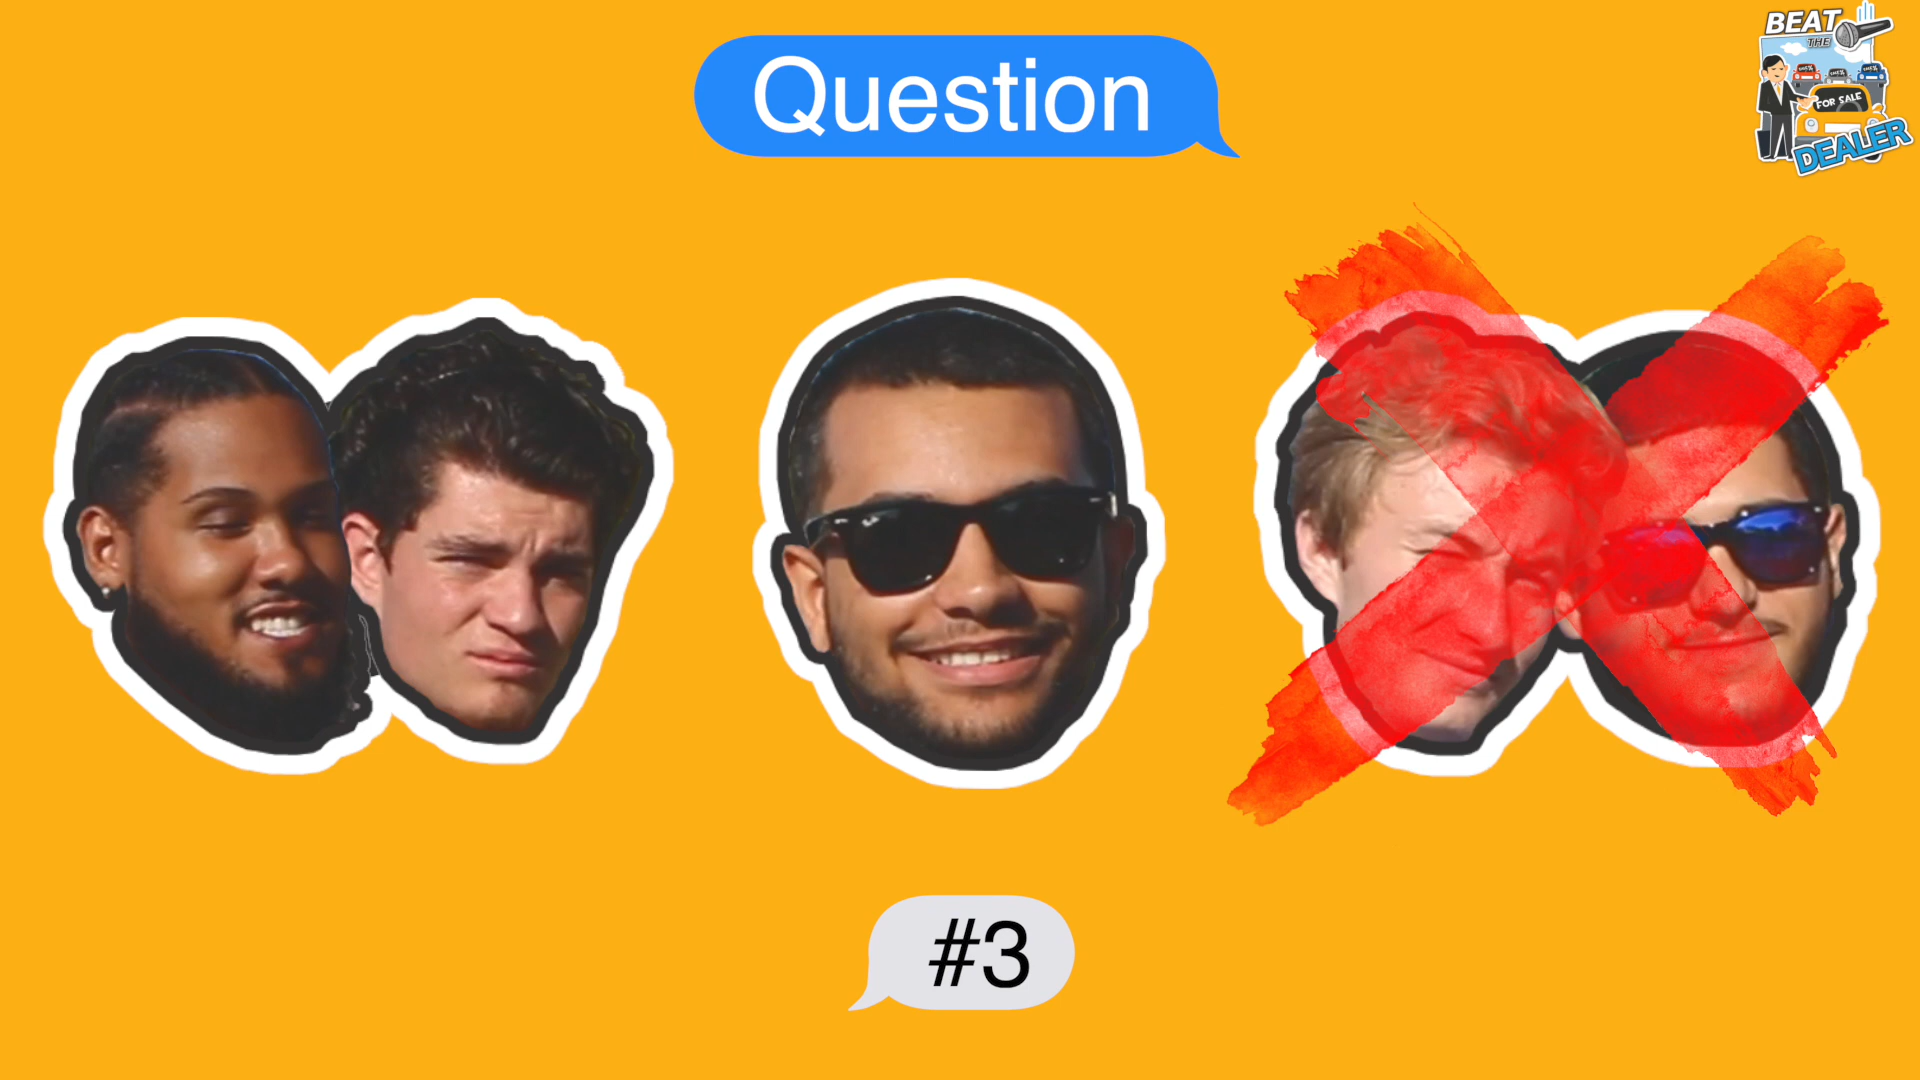 Question
BEAT
THE
FOR SALE
DEALER
#3